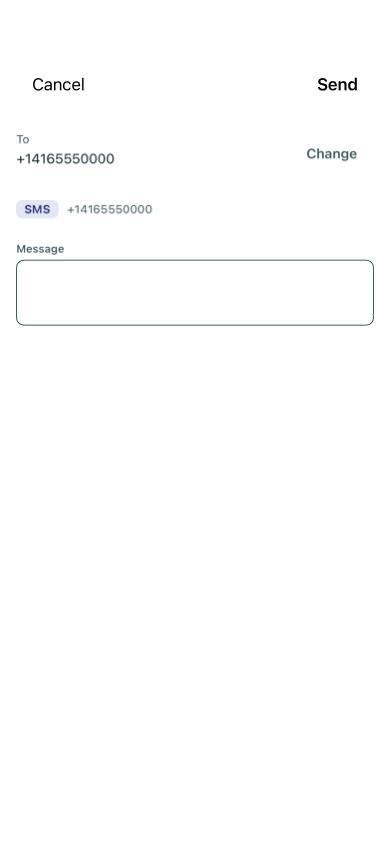 Cancel Send
To
+14165550000
Change
SMS +14165550000
Message